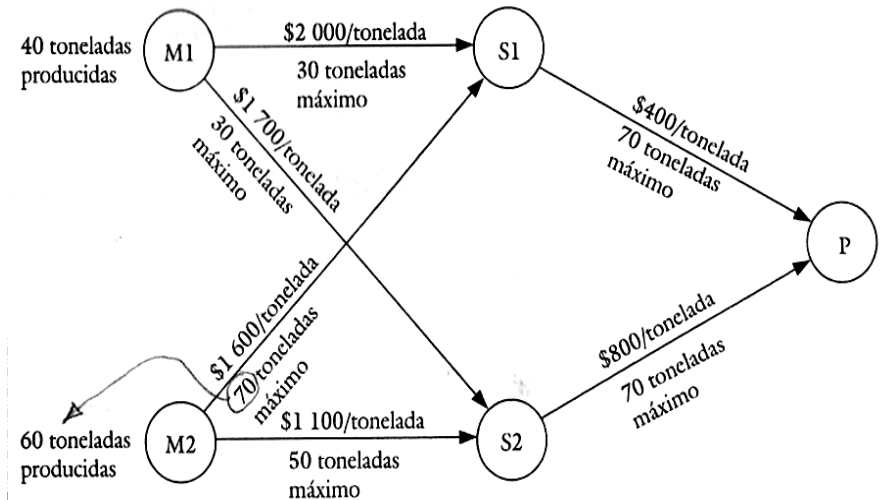 40 toneladas
producidas
M1
$2 000/tonelada
30 toneladas
máximo
S1
$1 700/tonelada
30 toneladas
máximo
$400/tonelada
70 toneladas
máximo
P
$1 600/tonelada
70 toneladas
máximo
$800/tonelada
70 toneladas
máximo
60 toneladas
producidas
M2
$1 100/tonelada
50 toneladas
máximo
S2